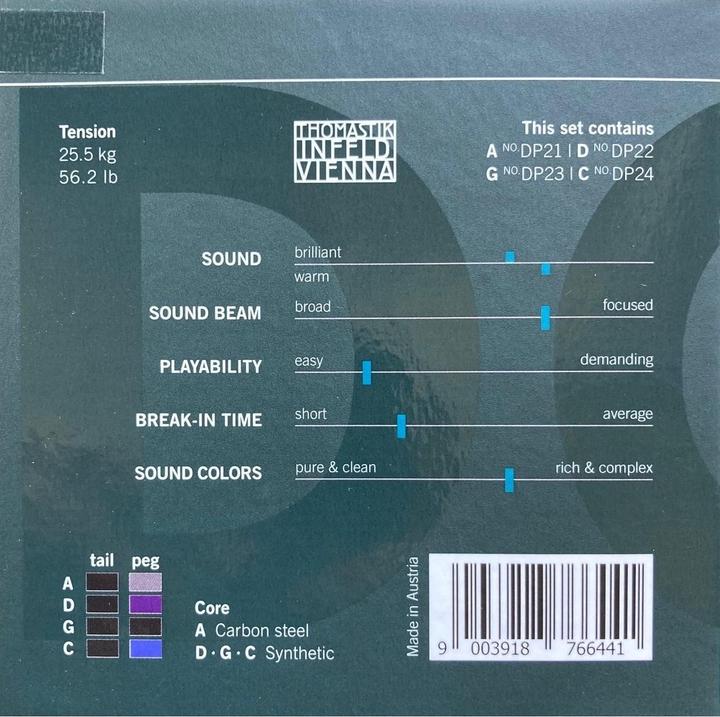 Tension
25.5 kg
56.2 lb
THOMASTIK
INFELD
VIENNA
This set contains
A NO. DP21 | D NO. DP22
G NO. DP23 | C NO. DP24
SOUND
brilliant
warm
SOUND BEAM
broad
focused
PLAYABILITY
easy
demanding
BREAK-IN TIME
short
average
SOUND COLORS
pure & clean
rich & complex
tail peg
A
D
G
C
Core
A Carbon steel
D · G · C Synthetic
Made in Austria
9 003918 766441